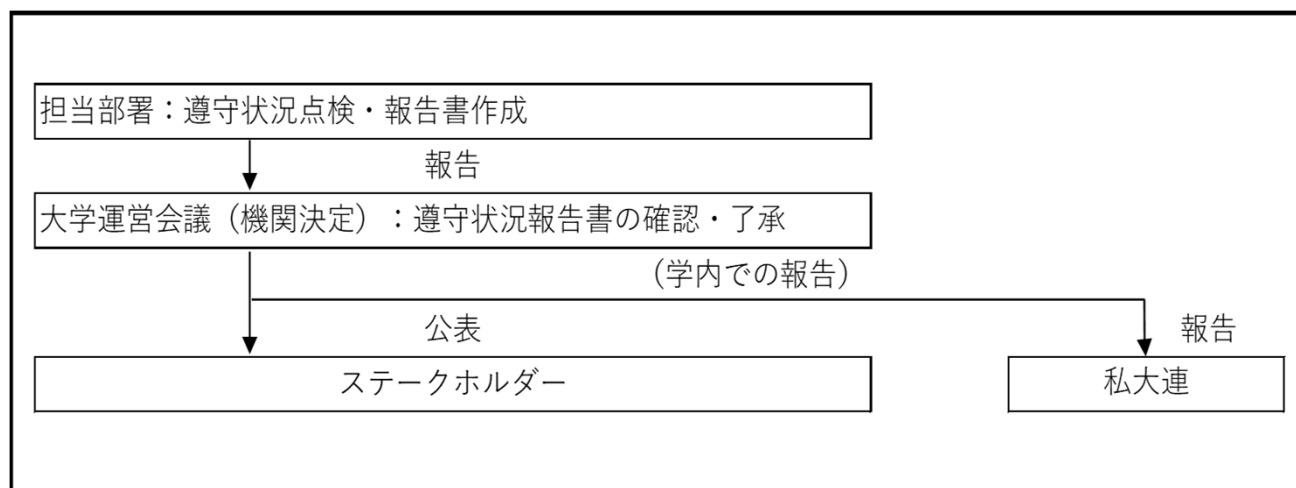 担当部署：遵守状況点検・報告書作成
報告
大学運営会議（機関決定）：遵守状況報告書の確認・了承
（学内での報告）
公表
報告
ステークホルダー
私大連